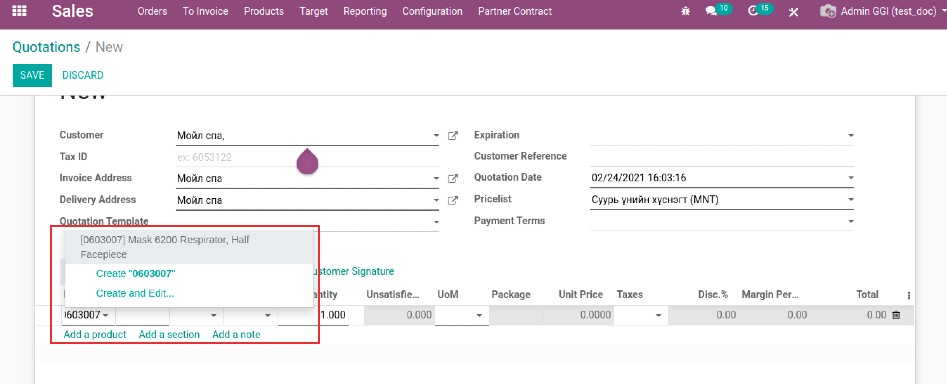 Sales Orders To Invoice Products Target Reporting Configuration Partner Contract 10 15 Admin GGI (test_doc)
Quotations / New
SAVE DISCARD
New
Customer Мойл спа, Expiration
Tax ID ex: 6053122 Customer Reference
Invoice Address Мойл спа Quotation Date 02/24/2021 16:03:16
Delivery Address Мойл спа Pricelist Суурь үнийн хүснэгт (MNT)
Quotation Template Payment Terms
[0603007] Mask 6200 Respirator, Half
Facepiece
Create "0603007" ustomer Signature
Create and Edit...
antity Unsatisfie... UoM Package Unit Price Taxes Disc.% Margin Per... Total
0603007 1.000 0.000 0.0000 0.00 0.00 0.00
Add a product Add a section Add a note